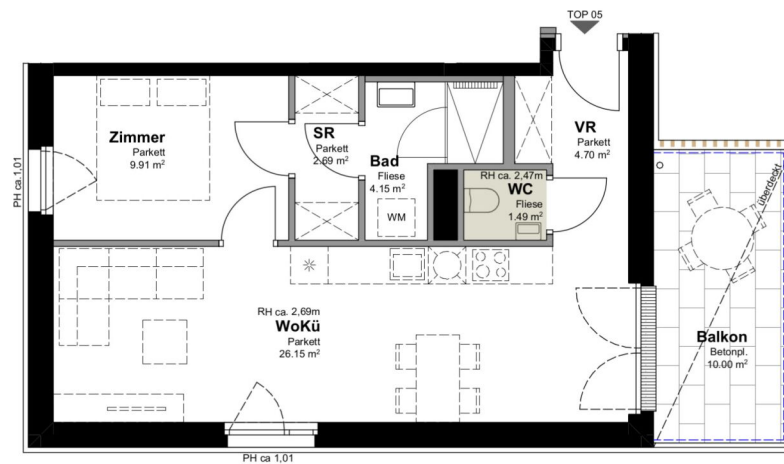 TOP 05
Zimmer
Parkett
9.91 m²
SR
Parkett
2.69 m²
Bad
Fliese
4.15 m²
WM
VR
Parkett
4.70 m²
RH ca. 2,47m
WC
Fliese
1.49 m²
PH ca.1,01
überdeckt
RH ca. 2,69m
WoKü
Parkett
26.15 m²
Balkon
Betonpl.
10.00 m²
PH ca 1,01